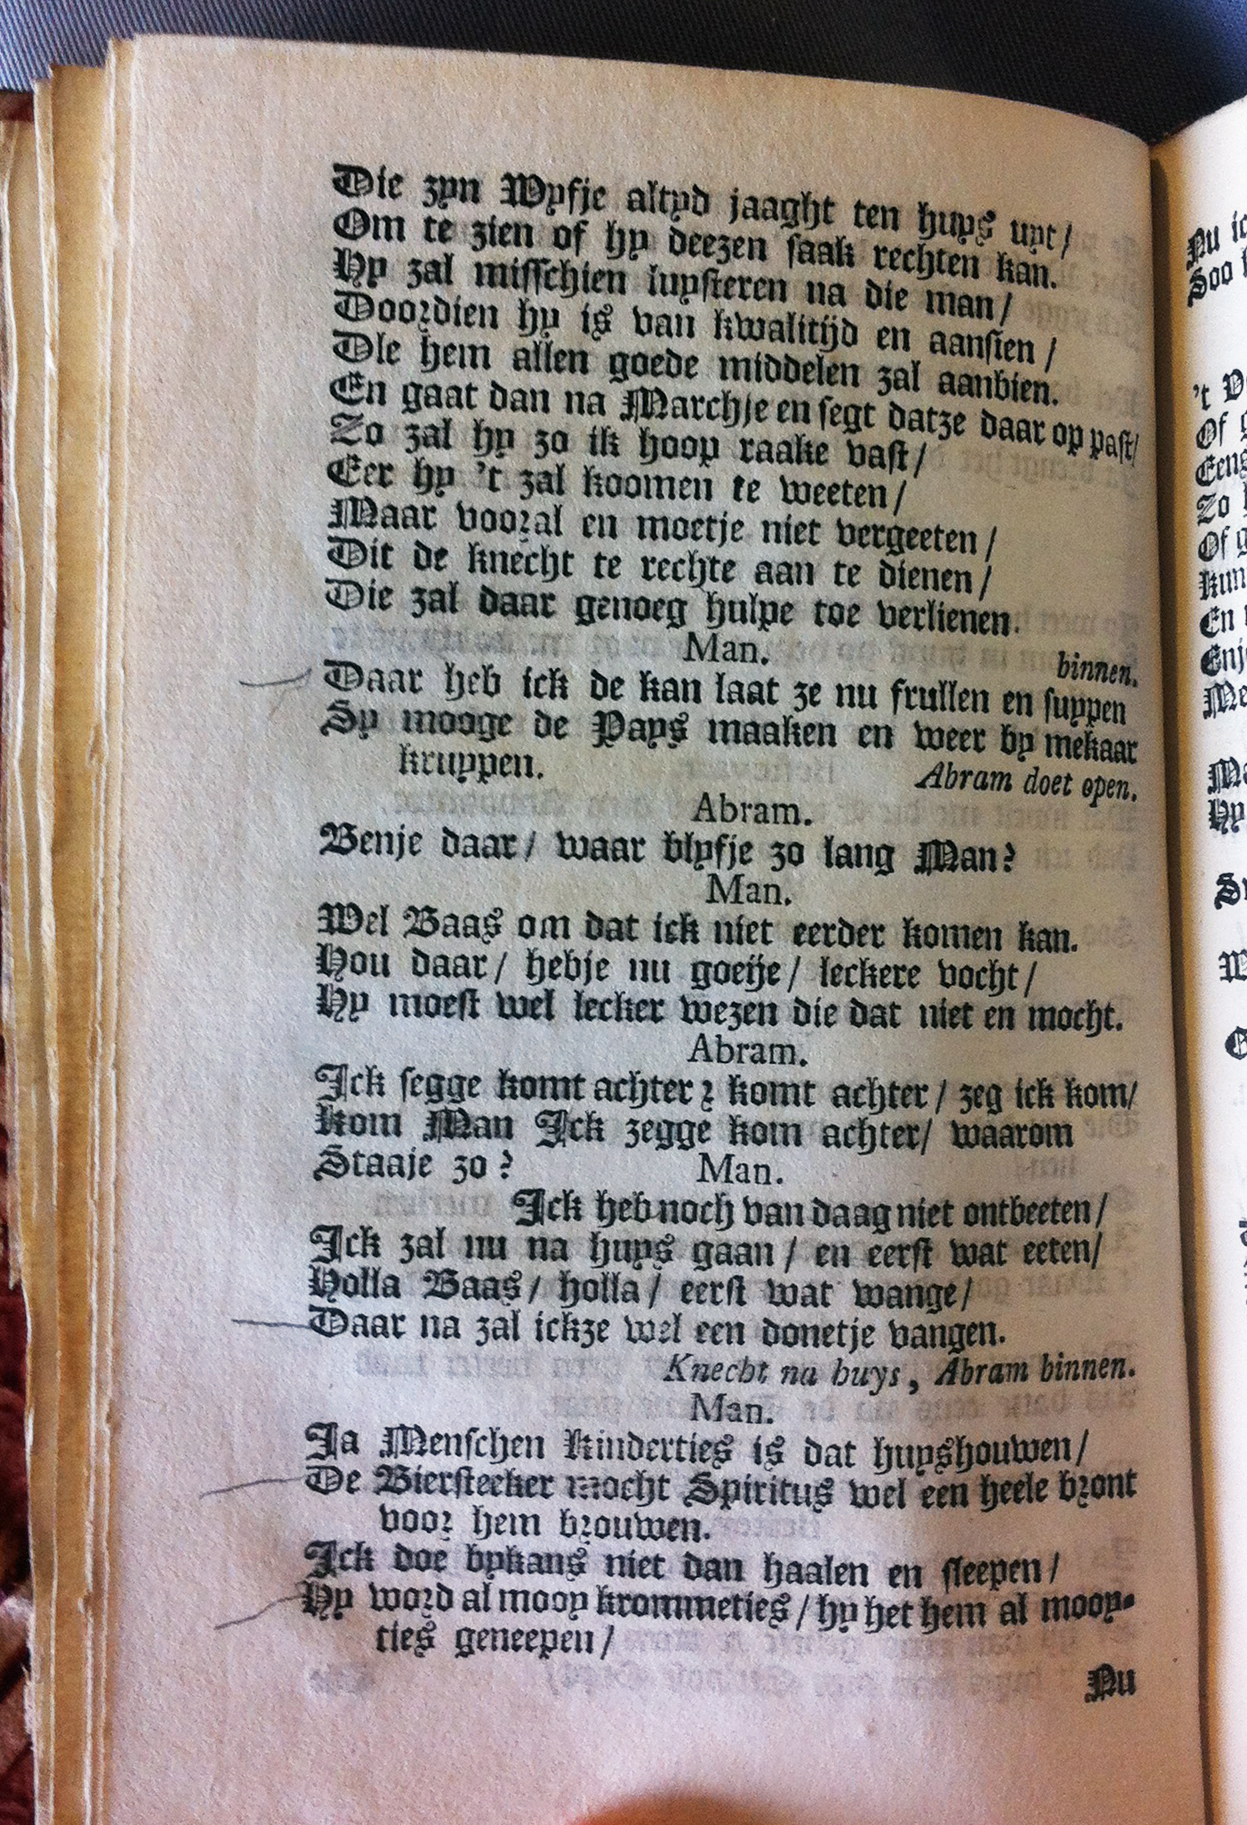 Die zyn Wyfje altyd jaaght ten huys uyt/
Om te zien of hy deezen saak rechten kan.
Hy zal misschien luysteren na die man/
Doordien hy is van kwalitijd en aansien/
Dle hem allen goede middelen zal aanbien.
En gaat dan na Marchje en segt datze daar op past/
Zo zal hy zo ik hoop raake vast/
Eer hy 't zal koomen te weeten/
Maar vooral en moetje niet vergeeten/
Dit de knecht te rechte aan te dienen/
Die zal daar genoeg hulpe toe verlienen.
Man. binnen.
Daar heb ick de kan laat ze nu frullen en suypen
Sy mooge de Pays maaken en weer by mekaar
kruypen. Abram doet open.
Abram.
Benje daar/ waar blyfje zo lang Man?
Man.
Wel Baas om dat ick niet eerder komen kan.
Hou daar/ hebje nu goeije/ leckere vocht/
Hy moest wel lecker wezen die dat niet en mocht.
Abram.
Ick segge komt achter? komt achter/ zeg ick kom/
Kom Man Ick zegge kom achter/ waarom
Staaje zo? Man.
Ick heb noch van daag niet ontbeeten/
Ick zal nu na huys gaan/ en eerst wat eeten/
Holla Baas/ holla/ eerst wat wange/
Daar na zal ickze wel een donetje vangen.
Knecht na huys, Abram binnen.
Man.
Ja Menschen Kinderties is dat huyshouwen/
De Biersteeker mocht Spiritus wel een heele bront
voor hem brouwen.
Ick doe bykans niet dan haalen en sleepen/
Hy word al mooy krommeties/ hy het hem al mooy-
ties geneepen/
Nu